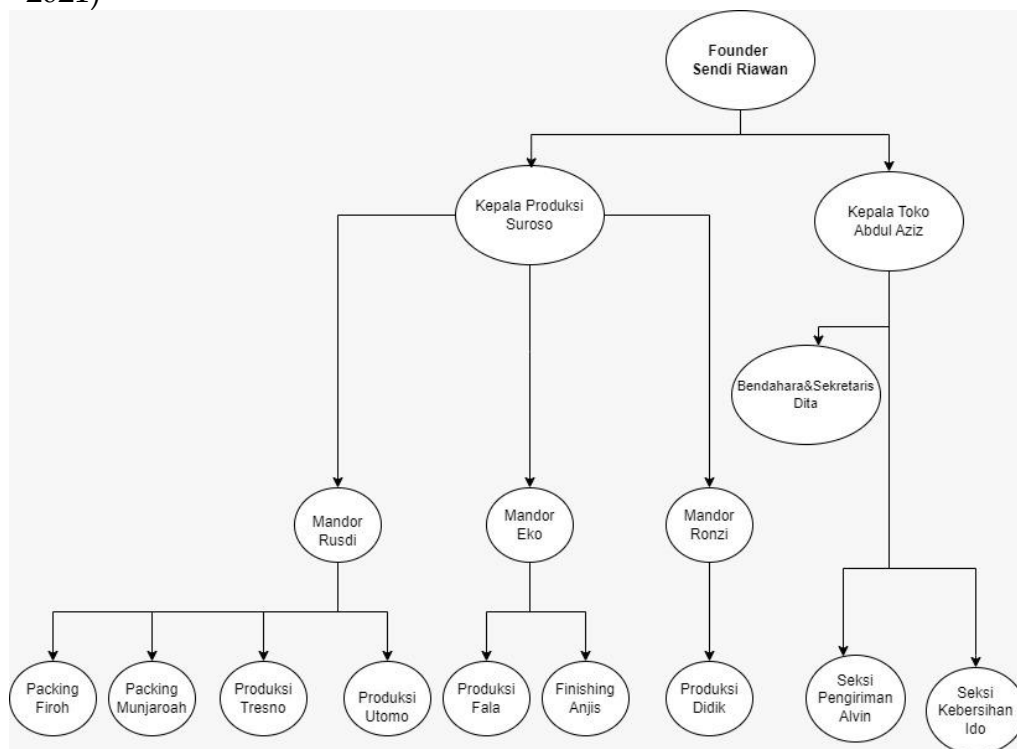 2021)
Founder
Sendi Riawan
Kepala Produksi
Suroso
Kepala Toko
Abdul Aziz
Bendahara&Sekretaris
Dita
Mandor
Rusdi
Mandor
Eko
Mandor
Ronzi
Packing
Firoh
Packing
Munjaroah
Produksi
Tresno
Produksi
Utomo
Produksi
Fala
Finishing
Anjis
Produksi
Didik
Seksi
Pengiriman
Alvin
Seksi
Kebersihan
Ido